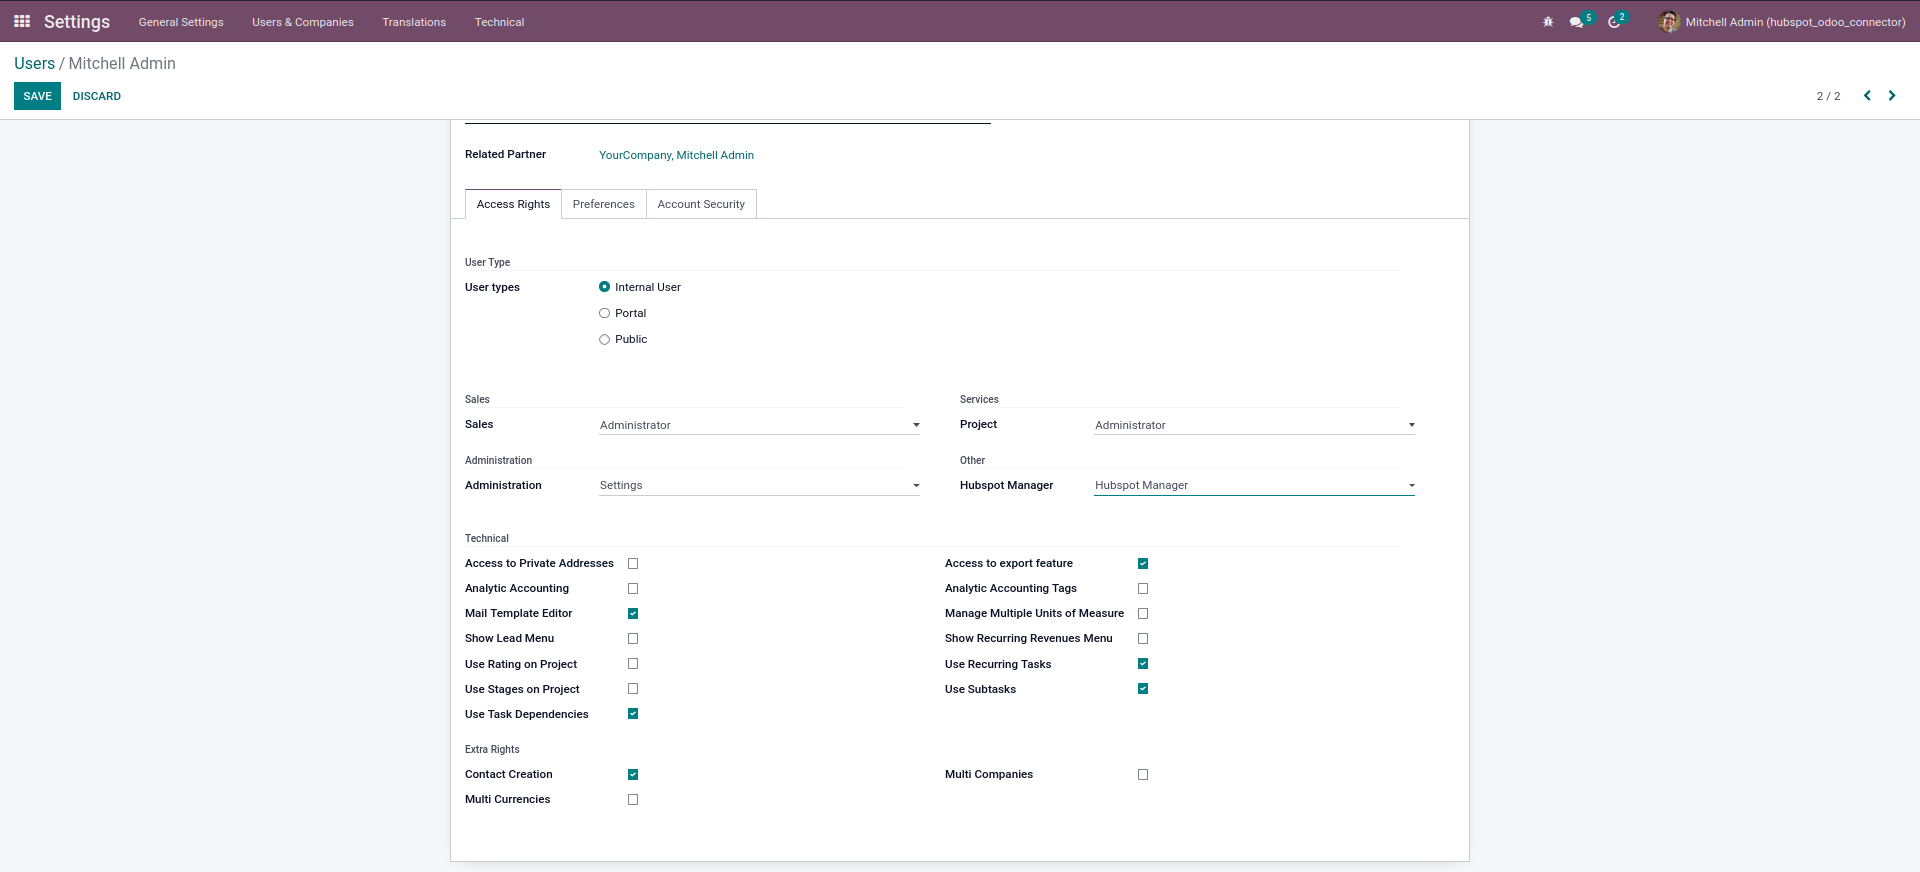 Settings General Settings Users & Companies Translations Technical 5 2 Mitchell Admin (hubspot_odoo_connector)
Users / Mitchell Admin
SAVE DISCARD 2 / 2
Related Partner YourCompany, Mitchell Admin
Access Rights Preferences Account Security
User Type
User types Internal User
Portal
Public
Sales Services
Sales Administrator Project Administrator
Administration Other
Administration Settings Hubspot Manager Hubspot Manager
Technical
Access to Private Addresses Access to export feature
Analytic Accounting Analytic Accounting Tags
Mail Template Editor Manage Multiple Units of Measure
Show Lead Menu Show Recurring Revenues Menu
Use Rating on Project Use Recurring Tasks
Use Stages on Project Use Subtasks
Use Task Dependencies
Extra Rights
Contact Creation Multi Companies
Multi Currencies